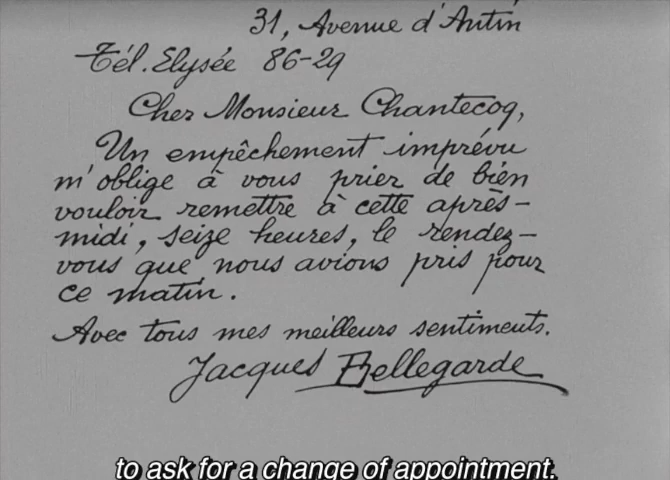 31, Avenue d'Antin
Tél. Elysée 86-29
Cher Monsieur Chantecoq,
Un empêchement imprévu
m'oblige à vous prier de bien
vouloir remettre à cette après-
midi, seize heures, le rendez-
vous que nous avions pris pour
ce matin.
Avec tous mes meilleurs sentiments.
Jacques Bellegarde
to ask for a change of appointment.